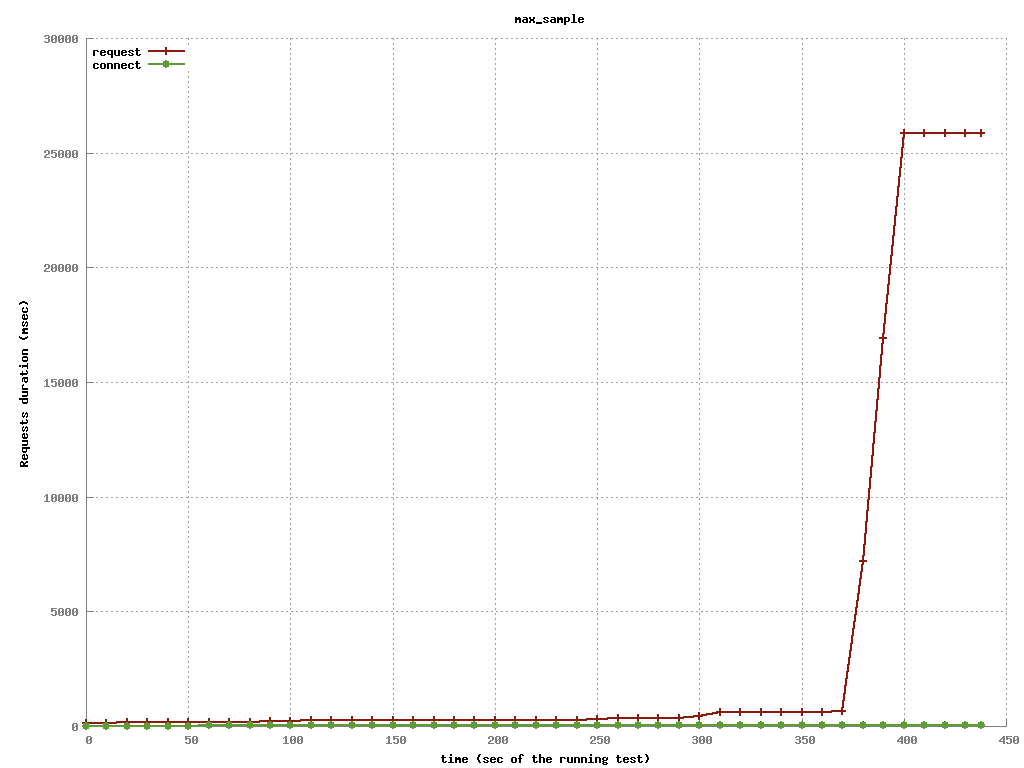 max_sample
30000
25000
20000
15000
10000
5000
0
request
connect
Requests duration (msec)
0 50 100 150 200 250 300 350 400 450
time (sec of the running test)